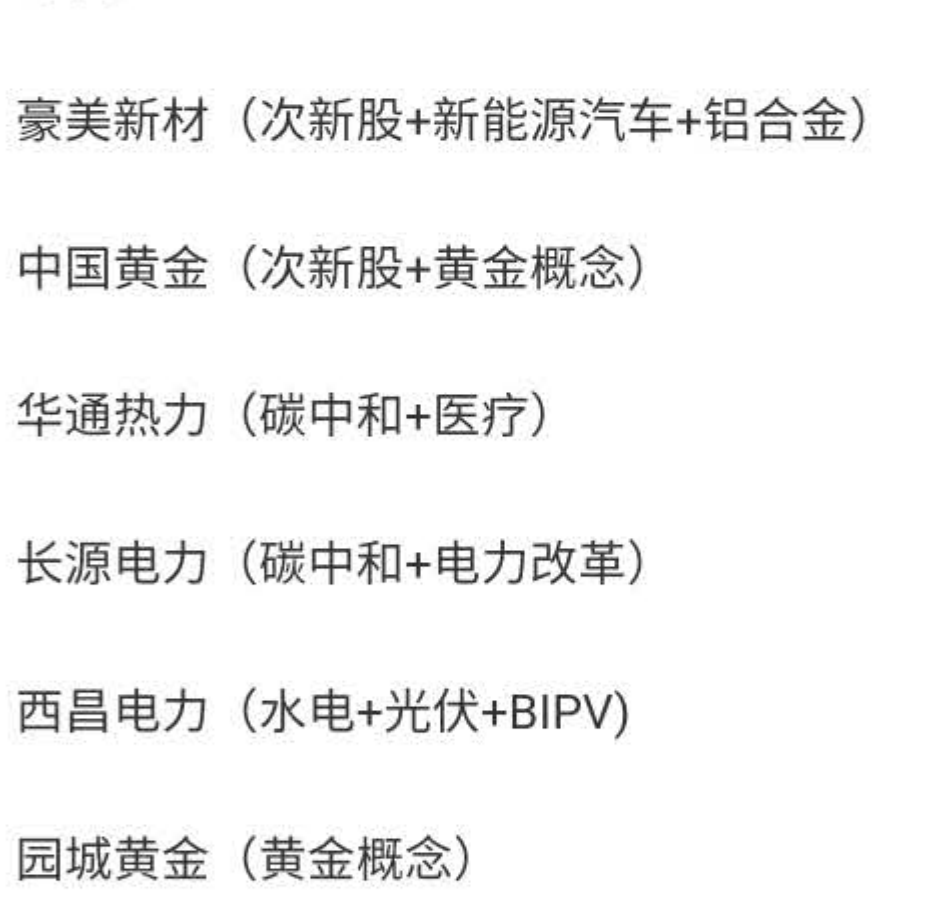 豪美新材（次新股+新能源汽车+铝合金）
中国黄金（次新股+黄金概念）
华通热力（碳中和+医疗）
长源电力（碳中和+电力改革）
西昌电力（水电+光伏+BIPV)
园城黄金（黄金概念）